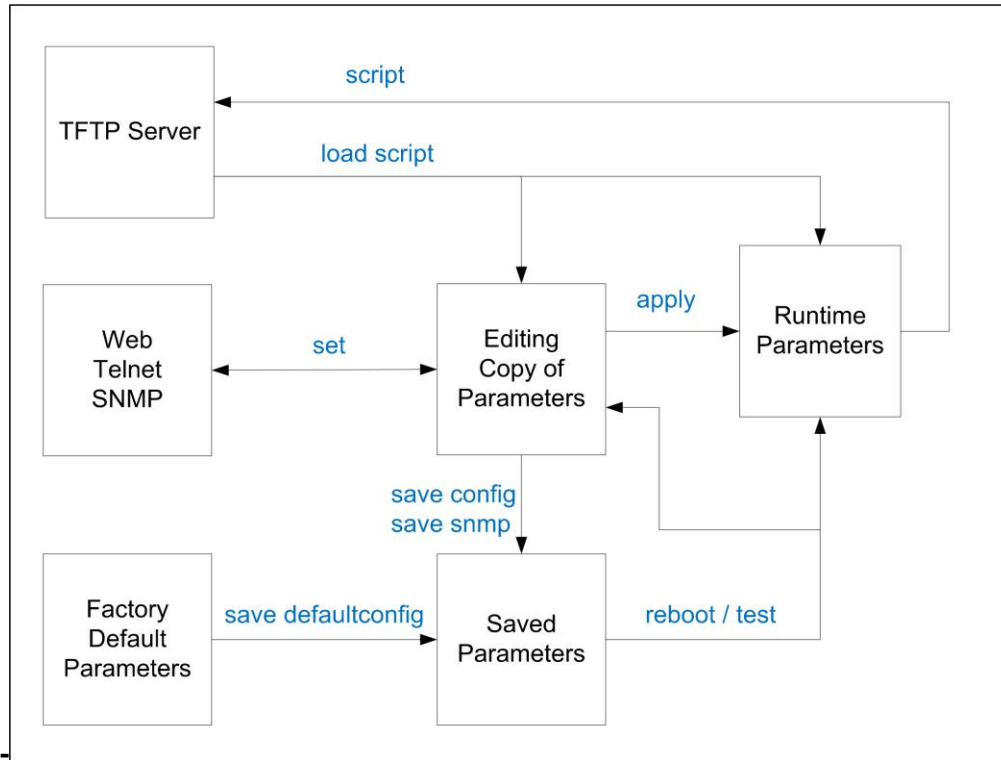 script
TFTP Server
load script
Web
Telnet
SNMP
set
Editing
Copy of
Parameters
apply
Runtime
Parameters
save config
save snmp
Factory
Default
Parameters
save defaultconfig
Saved
Parameters
reboot / test